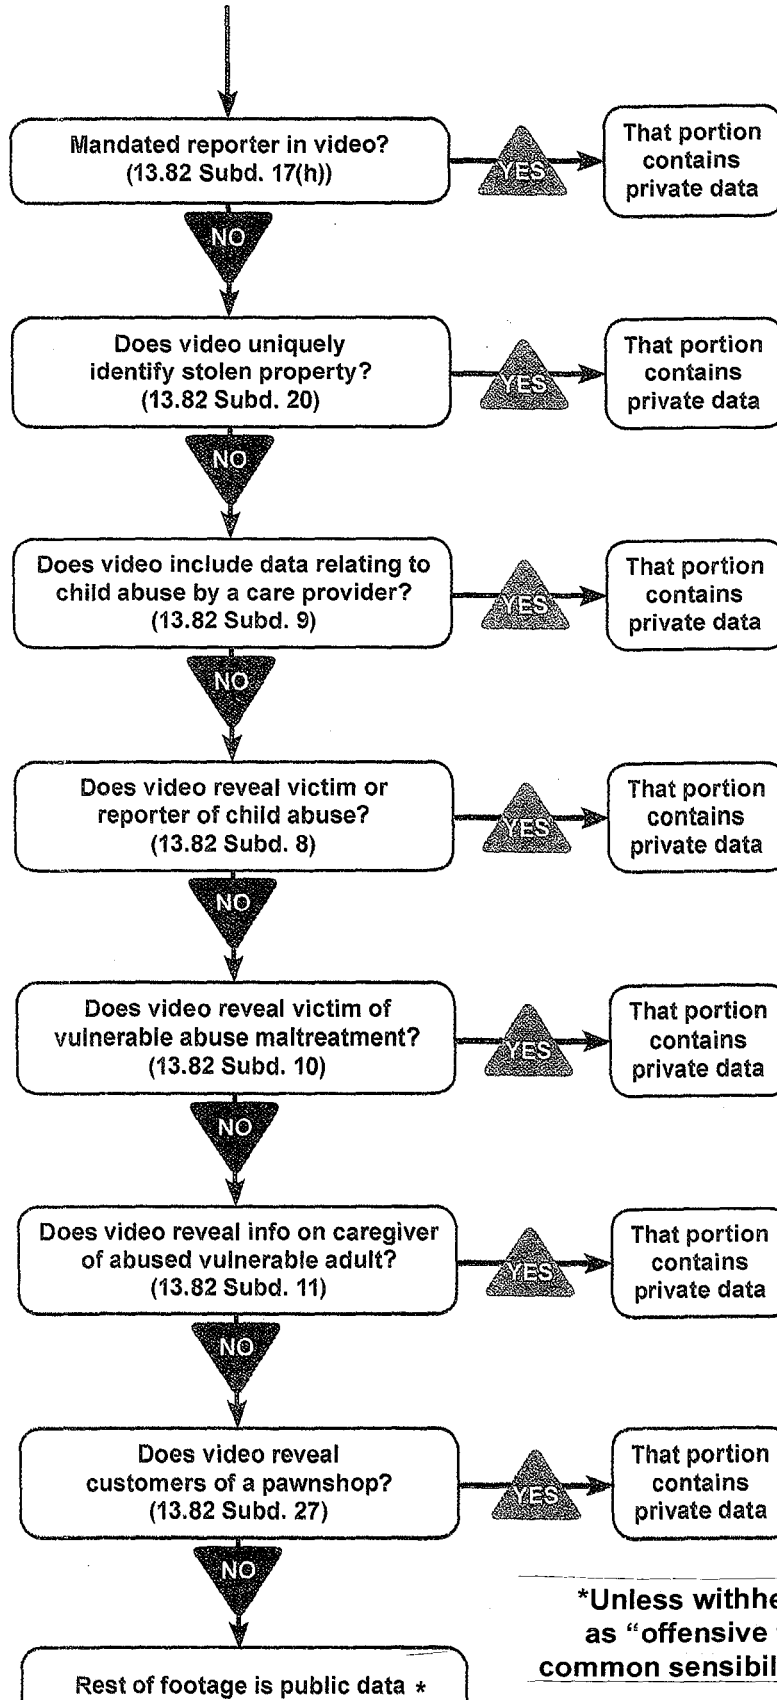 Mandated reporter in video?
(13.82 Subd. 17(h))
YES
That portion
contains
private data
NO
Does video uniquely
identify stolen property?
(13.82 Subd. 20)
YES
That portion
contains
private data
NO
Does video include data relating to
child abuse by a care provider?
(13.82 Subd. 9)
YES
That portion
contains
private data
NO
Does video reveal victim or
reporter of child abuse?
(13.82 Subd. 8)
YES
That portion
contains
private data
NO
Does video reveal victim of
vulnerable abuse maltreatment?
(13.82 Subd. 10)
YES
That portion
contains
private data
NO
Does video reveal info on caregiver
of abused vulnerable adult?
(13.82 Subd. 11)
YES
That portion
contains
private data
NO
Does video reveal
customers of a pawnshop?
(13.82 Subd. 27)
YES
That portion
contains
private data
NO
Rest of footage is public data *
*Unless
as “offensive
common